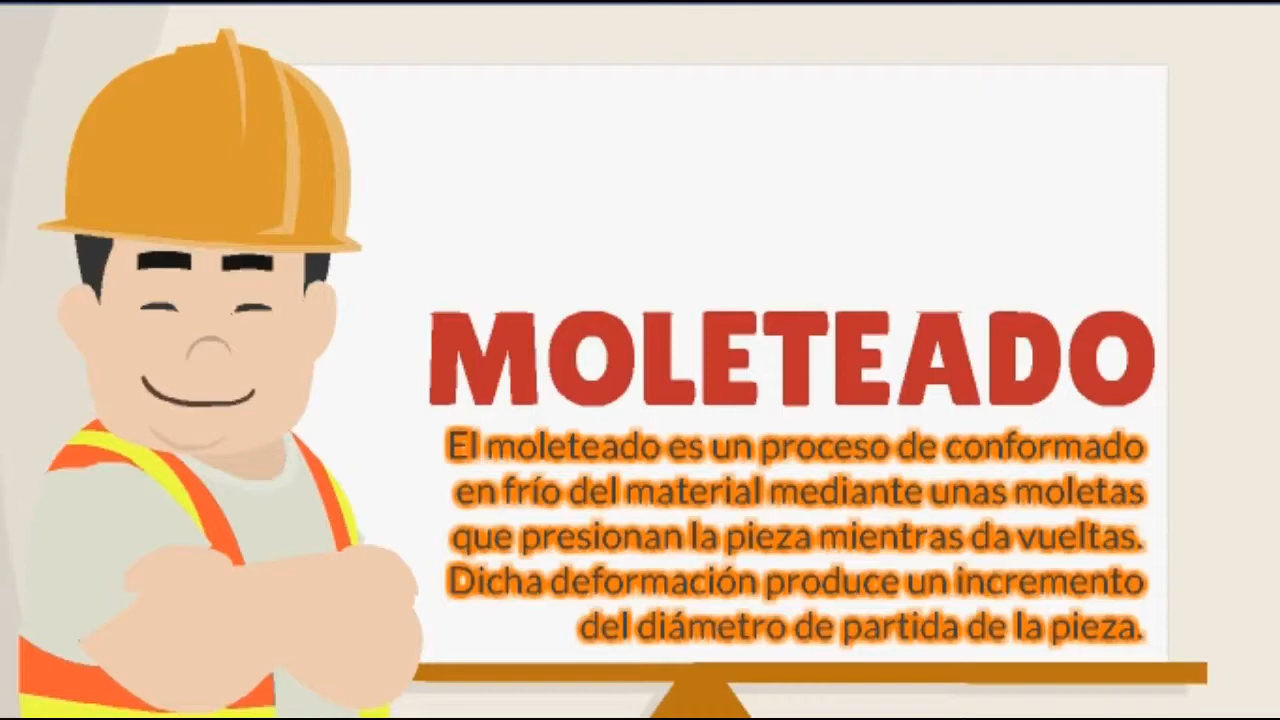 MOLETEADO
El moleteado es un proceso de conformado
en frío del material mediante unas moletas
que presionan la pieza mientras da vueltas.
Dicha deformación produce un incremento
del diámetro de partida de la pieza.